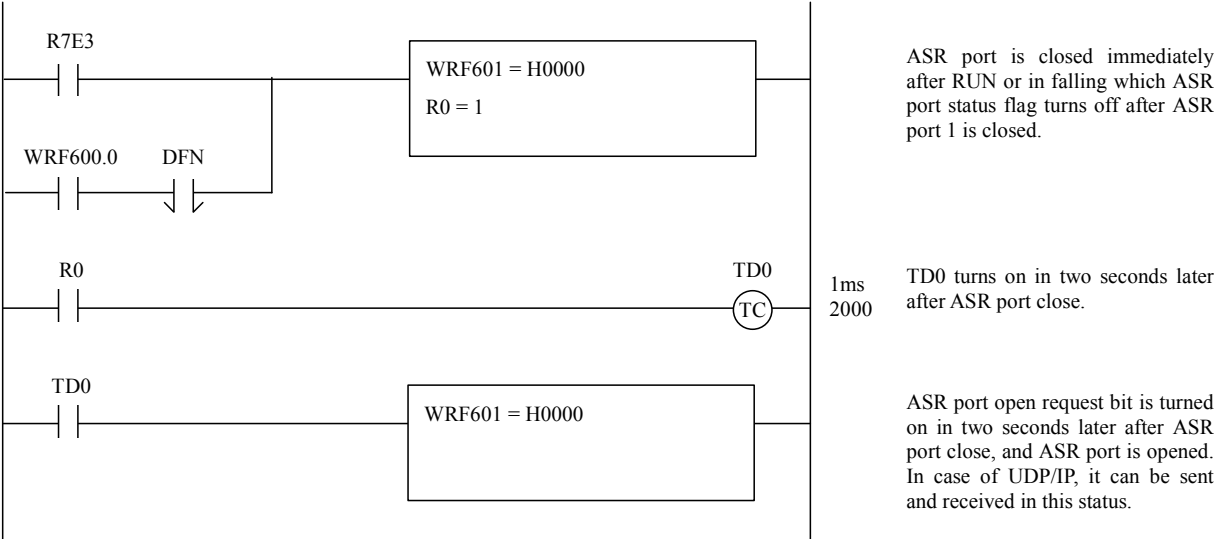 R7E3
WRF601 = H0000
R0 = 1
ASR port is closed immediately
after RUN or in falling which ASR
port status flag turns off after ASR
port 1 is closed.
WRF600.0 DFN
R0
TD0
TC
1ms
2000
TD0 turns on in two seconds later
after ASR port close.
TD0
WRF601 = H0000
ASR port open request bit is turned
on in two seconds later after ASR
port close, and ASR port is opened.
In case of UDP/IP, it can be sent
and received in this status.